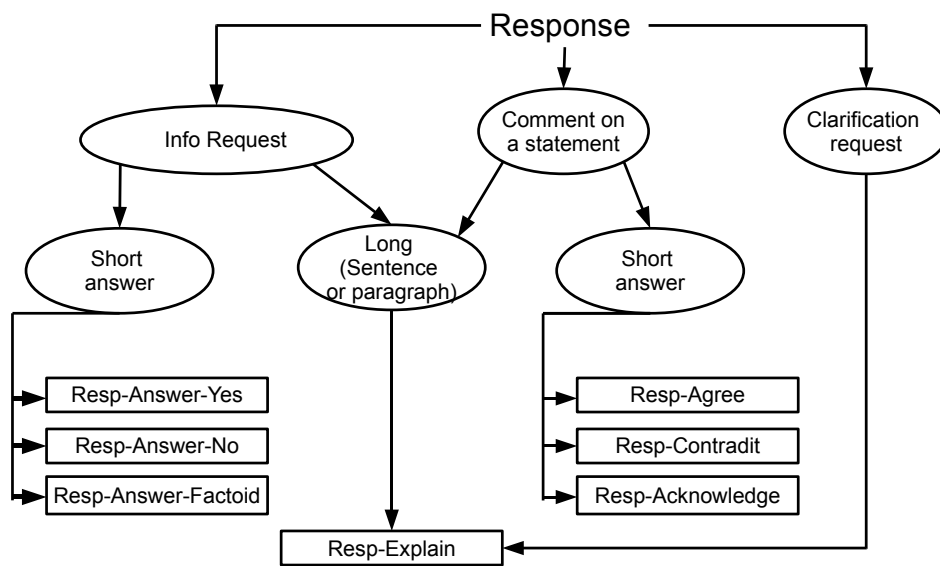 Response
Info Request
Comment on
a statement
Clarification
request
Short
answer
Long
(Sentence
or paragraph)
Short
answer
Resp-Answer-Yes
Resp-Answer-No
Resp-Answer-Factoid
Resp-Agree
Resp-Contradit
Resp-Acknowledge
Resp-Explain